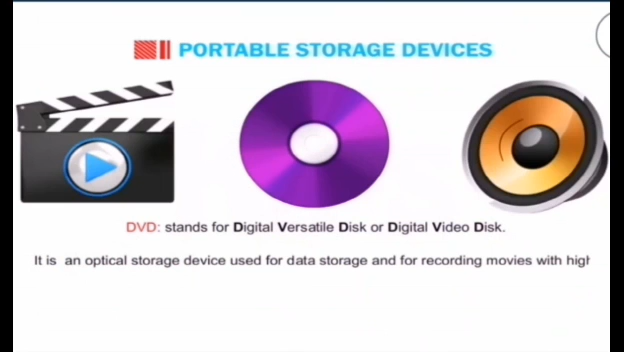 PORTABLE STORAGE DEVICES
DVD: stands for Digital Versatile Disk or Digital Video Disk.
It is an optical storage device used for data storage and for recording movies with high